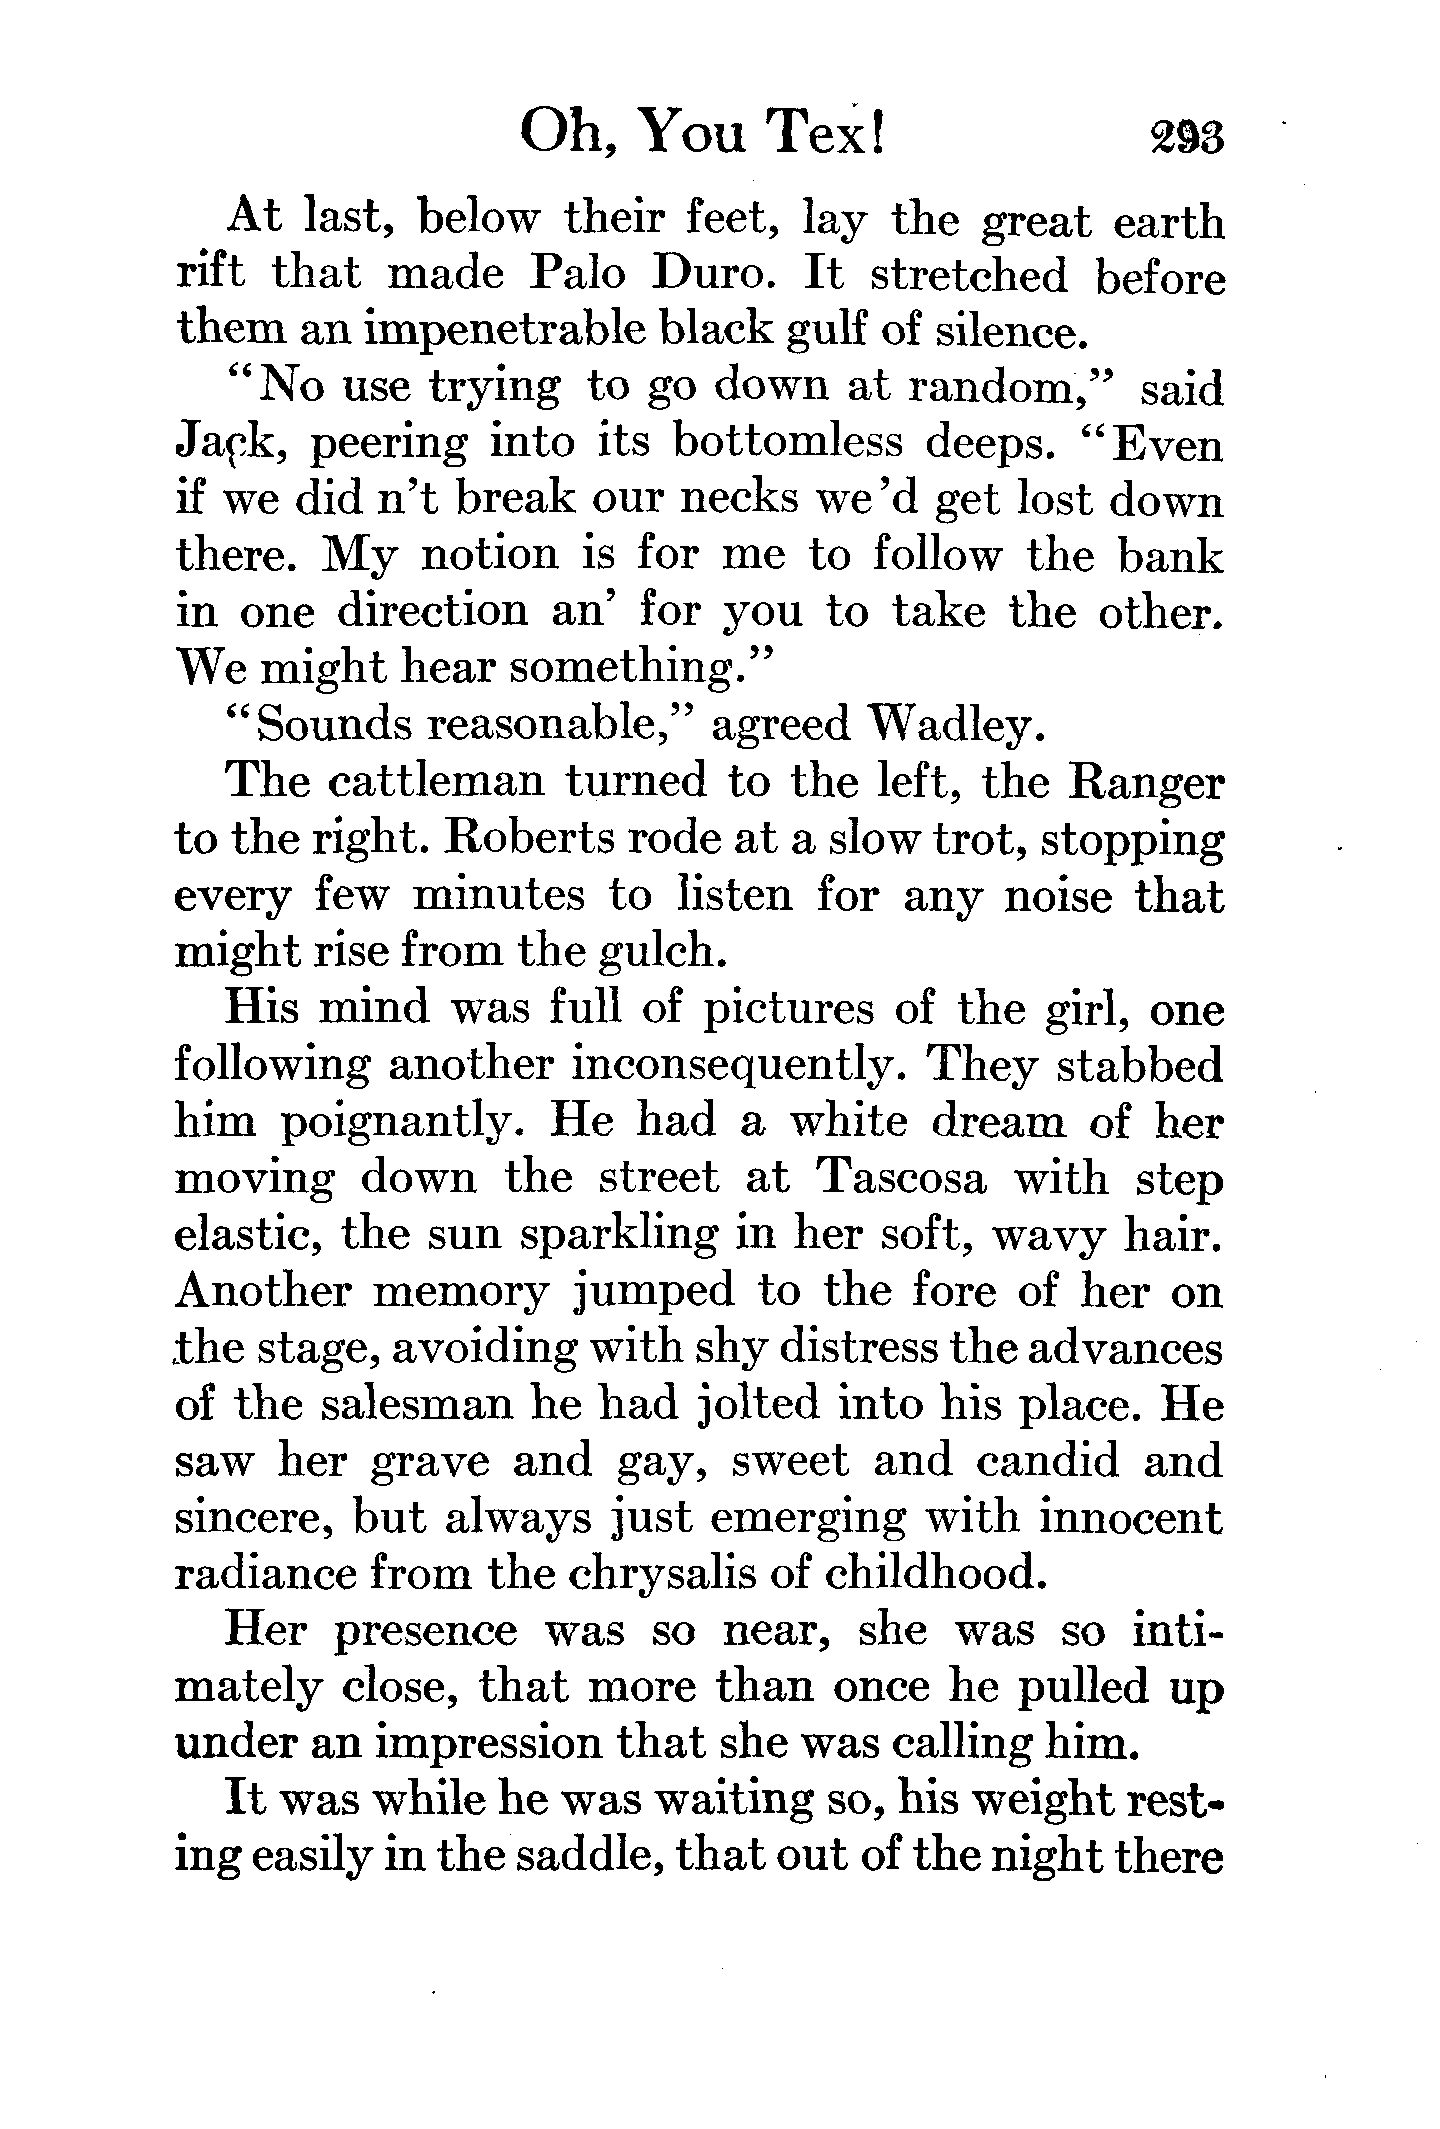 Oh, You Tex! 293
At last, below their feet, lay the great earth
rift that made Palo Duro. It stretched before
them an impenetrable black gulf of silence.
“No use trying to go down at random,” said
Jack, peering into its bottomless deeps. “Even
if we did n’t break our necks we ’d get lost down
there. My notion is for me to follow the bank
in one direction an’ for you to take the other.
We might hear something.”
“Sounds reasonable,” agreed Wadley.
The cattleman turned to the left, the Ranger
to the right. Roberts rode at a slow trot, stopping
every few minutes to listen for any noise that
might rise from the gulch.
His mind was full of pictures of the girl, one
following another inconsequently. They stabbed
him poignantly. He had a white dream of her
moving down the street at Tascosa with step
elastic, the sun sparkling in her soft, wavy hair.
Another memory jumped to the fore of her on
the stage, avoiding with shy distress the advances
of the salesman he had jolted into his place. He
saw her grave and gay, sweet and candid and
sincere, but always just emerging with innocent
radiance from the chrysalis of childhood.
Her presence was so near, she was so inti-
mately close, that more than once he pulled up
under an impression that she was calling him.
It was while he was waiting so, his weight rest-
ing easily in the saddle, that out of the night there